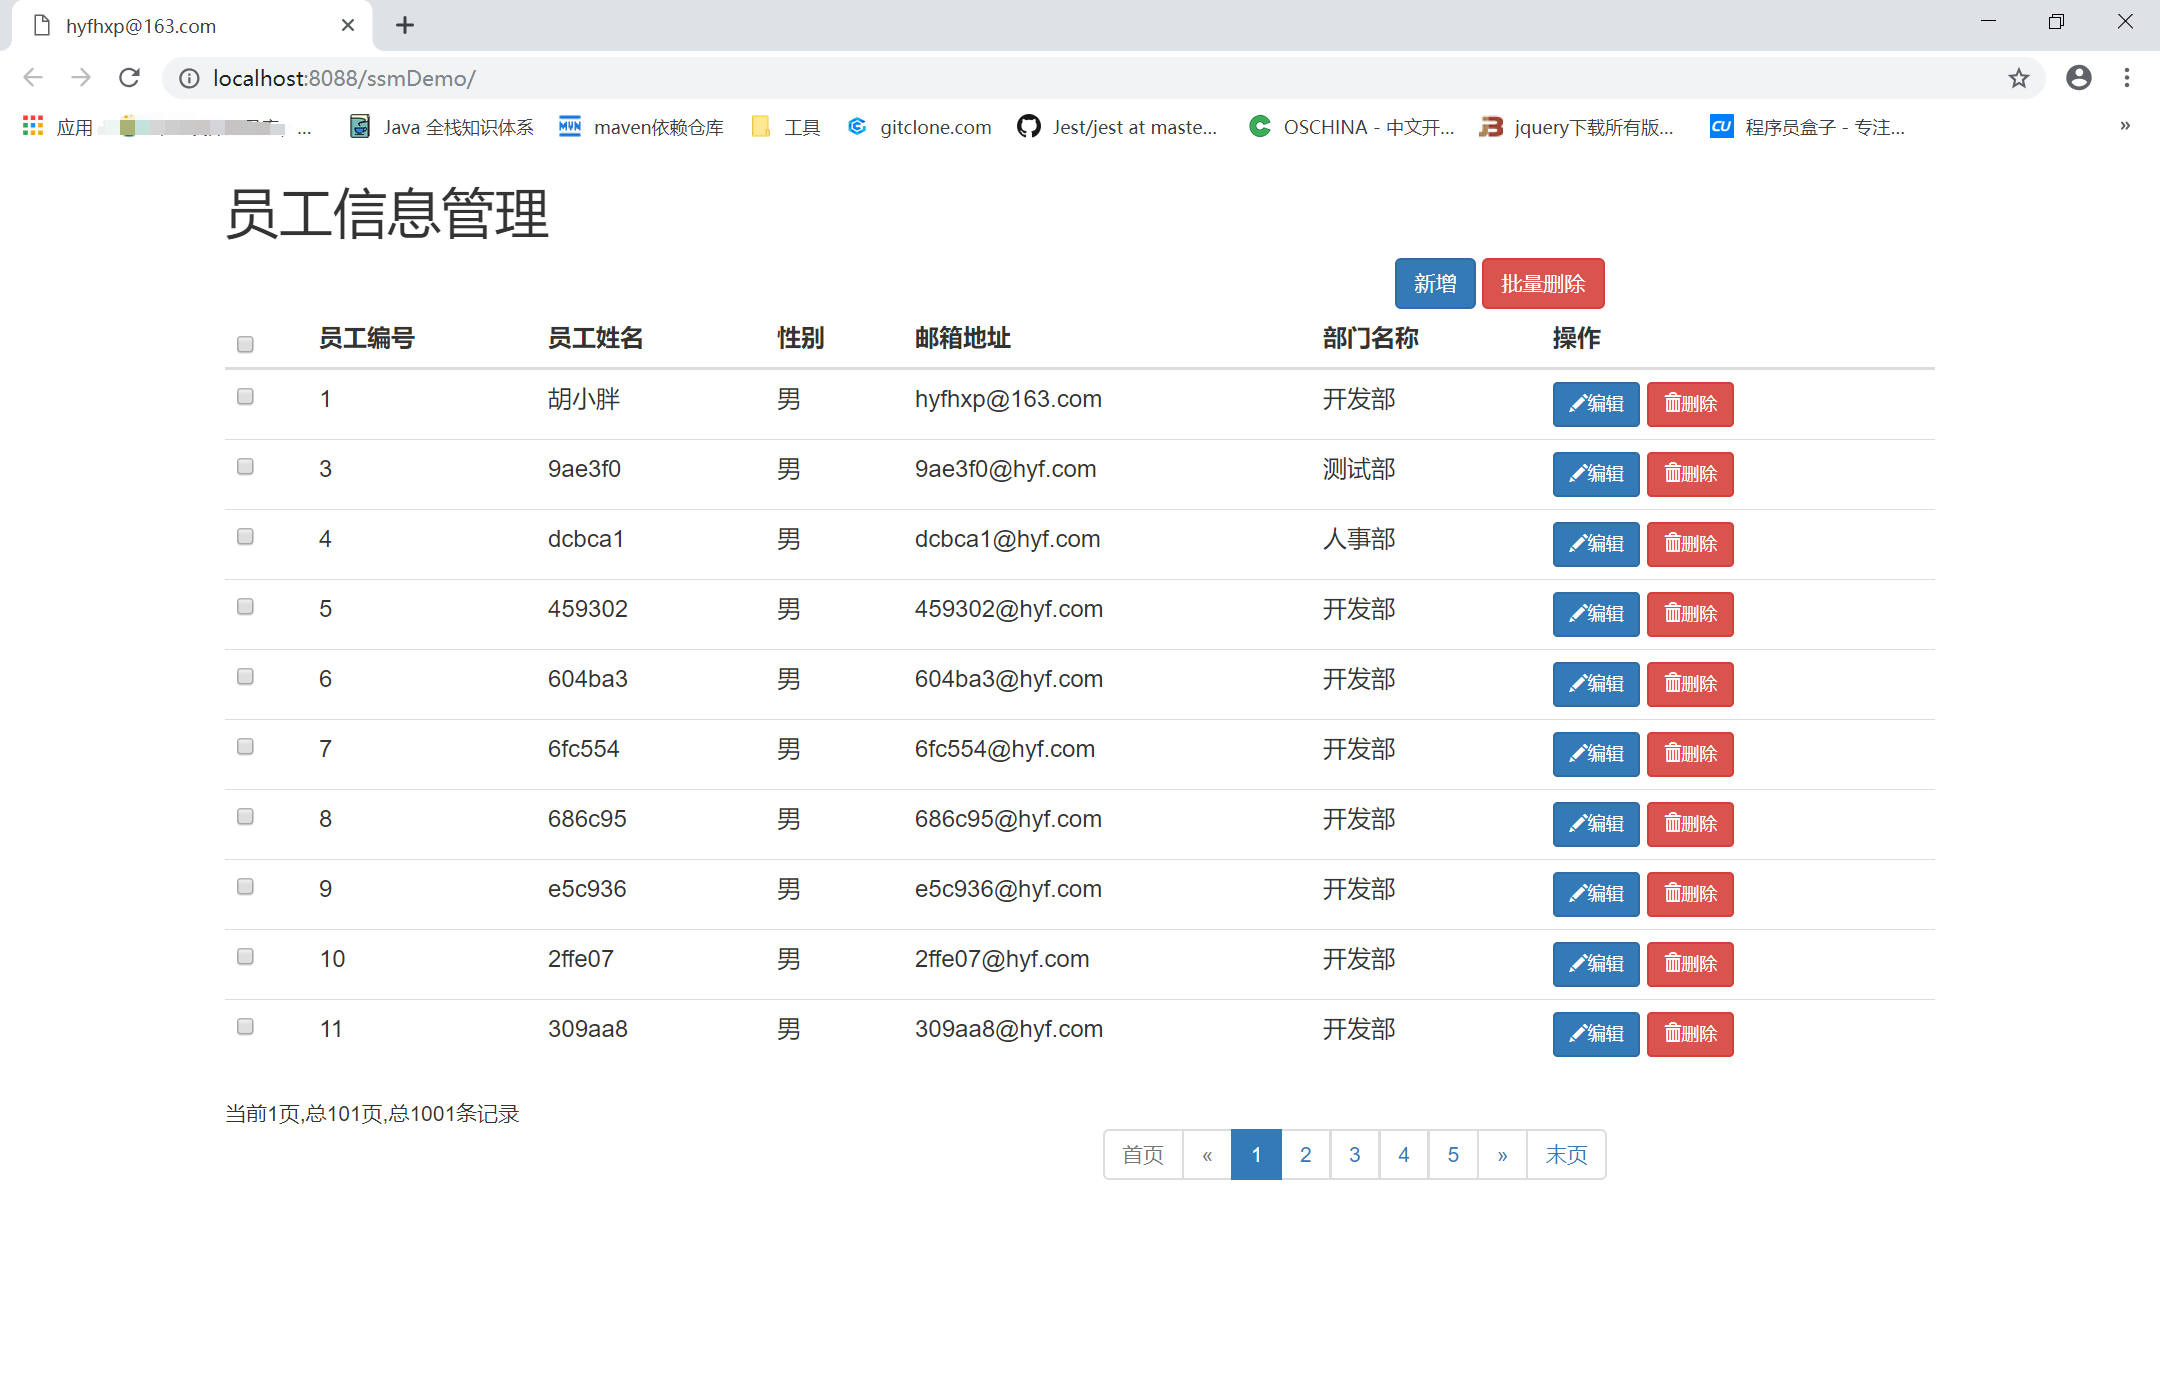 hyfhxp@163.com
localhost:8088/ssmDemo/
应用 ... Java 全栈知识体系 maven依赖仓库 工具 gitclone.com Jest/jest at maste... OSCHINA - 中文开... jquery下载所有版... 程序员盒子 - 专注... »
员工信息管理
新增 批量删除
员工编号 员工姓名 性别 邮箱地址 部门名称 操作
1 胡小胖 男 hyfhxp@163.com 开发部 编辑 删除
3 9ae3f0 男 9ae3f0@hyf.com 测试部 编辑 删除
4 dcbca1 男 dcbca1@hyf.com 人事部 编辑 删除
5 459302 男 459302@hyf.com 开发部 编辑 删除
6 604ba3 男 604ba3@hyf.com 开发部 编辑 删除
7 6fc554 男 6fc554@hyf.com 开发部 编辑 删除
8 686c95 男 686c95@hyf.com 开发部 编辑 删除
9 e5c936 男 e5c936@hyf.com 开发部 编辑 删除
10 2ffe07 男 2ffe07@hyf.com 开发部 编辑 删除
11 309aa8 男 309aa8@hyf.com 开发部 编辑 删除
当前1页,总101页,总1001条记录
首页 « 1 2 3 4 5 » 末页